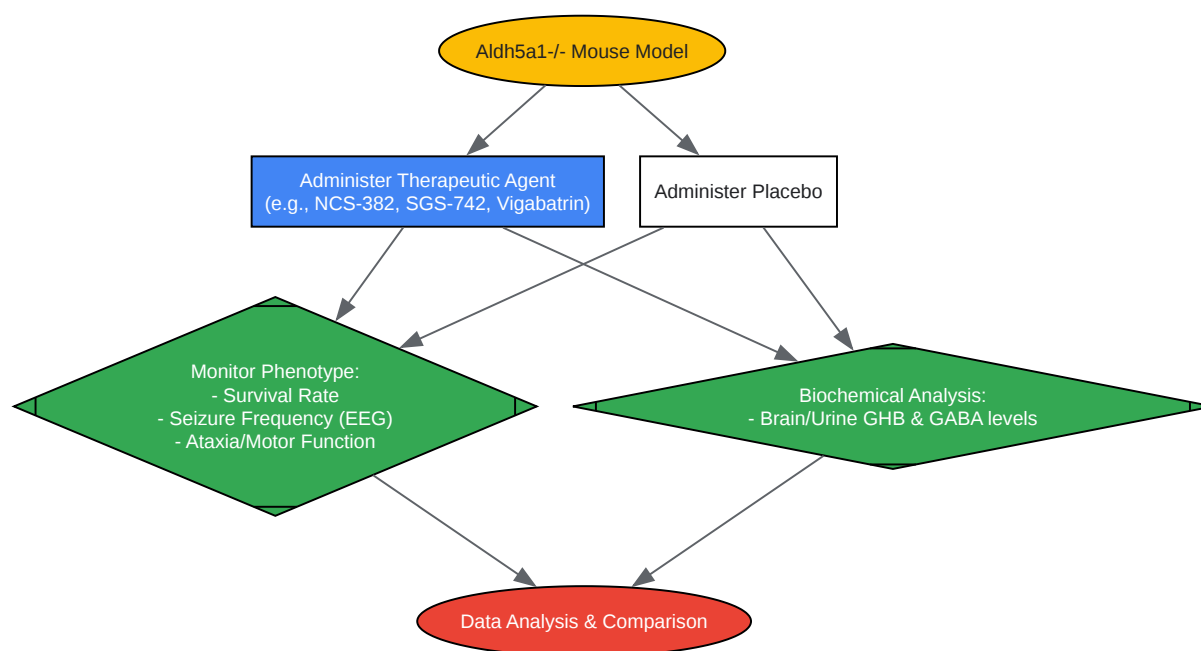 Aldh5a1-/- Mouse Model
Administer Therapeutic Agent
(e.g., NCS-382, SGS-742, Vigabatrin)
Administer Placebo
Monitor Phenotype:
- Survival Rate
- Seizure Frequency (EEG)
- Ataxia/Motor Function
Biochemical Analysis:
- Brain/Urine GHB & GABA levels
Data Analysis & Comparison